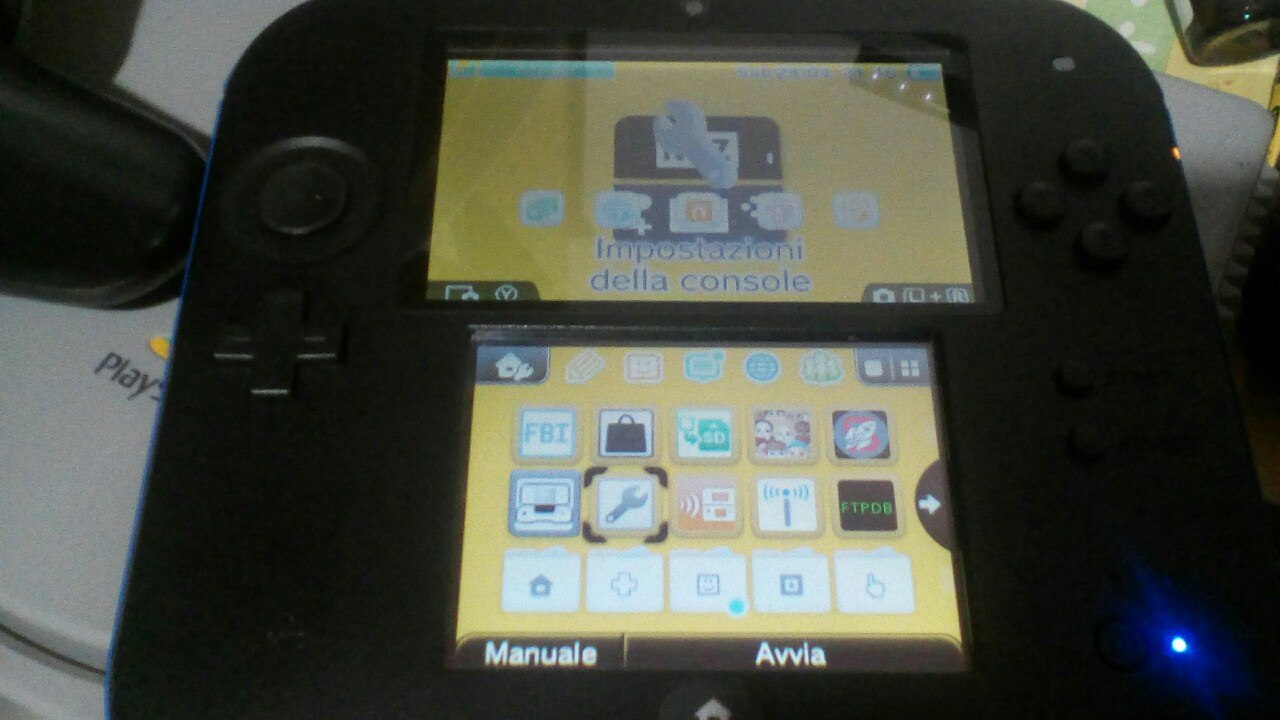 Impostazioni
della console
Y
L + R
FBI
SD
FTPDB
Manuale
Avvia
Play